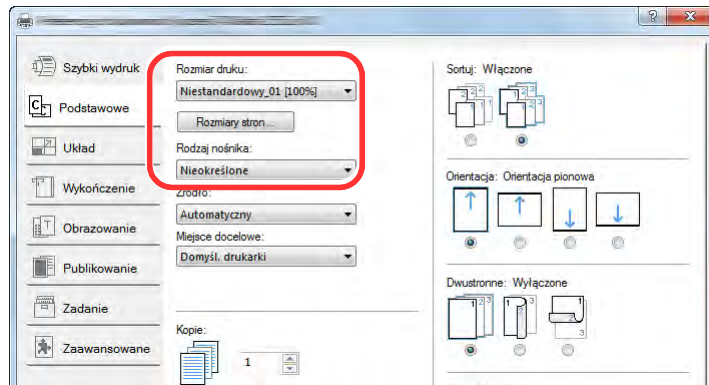 Szybki wydruk
Podstawowe
Układ
Wykończenie
Obrazowanie
Publikowanie
Zadanie
Zaawansowane
Rozmiar druku:
Niestandardowy_01 [100%]
Rozmiary stron...
Rodzaj nośnika:
Nieokreślone
Źródło:
Automatyczny
Miejsce docelowe:
Domyśl. drukarki
Kopie:
1
Sortuj: Włączone
Orientacja: Orientacja pionowa
Dwustronne: Wyłączone